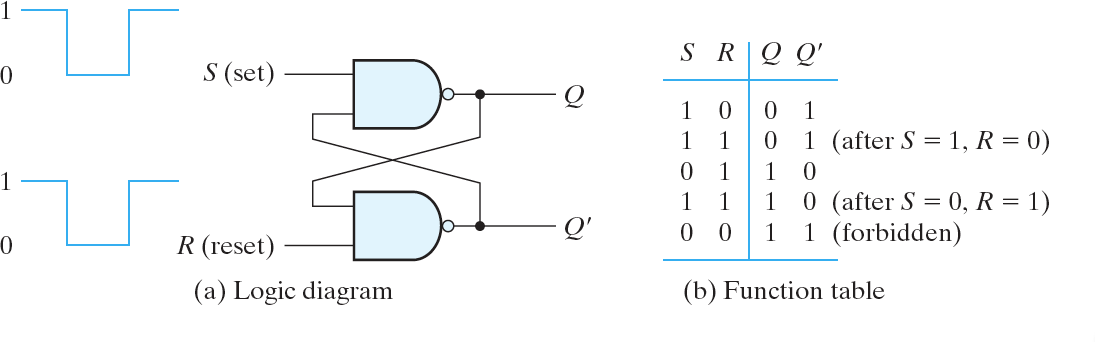 1
0
S (set)
Q
1
0
R (reset)
Q′
(a) Logic diagram
S R Q Q′
1 0 0 1
1 1 0 1 (after S = 1, R = 0)
0 1 1 0
1 1 1 0 (after S = 0, R = 1)
0 0 1 1 (forbidden)
(b) Function table